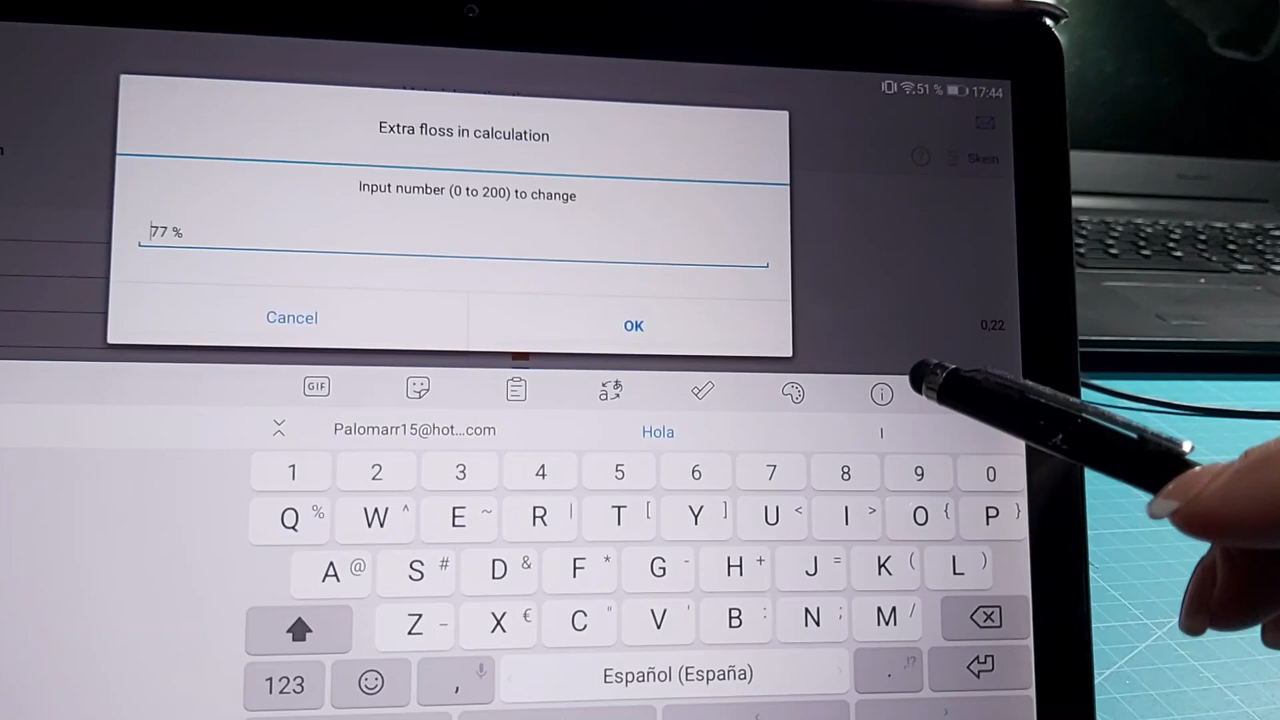 51 % 17:44
Extra floss in calculation
Skein
Input number (0 to 200) to change
77 %
Cancel
OK
0,22
GIF
Palomarr15@hot...com
Hola
I
1 2 3 4 5 6 7 8 9 0
Q % W ^ E ~ R | T [ Y ] U < I > O { P }
A @ S # D & F * G - H + J = K ( L )
Z _ X € C " V ' B : N ; M /
123 , Español (España) . ,!?